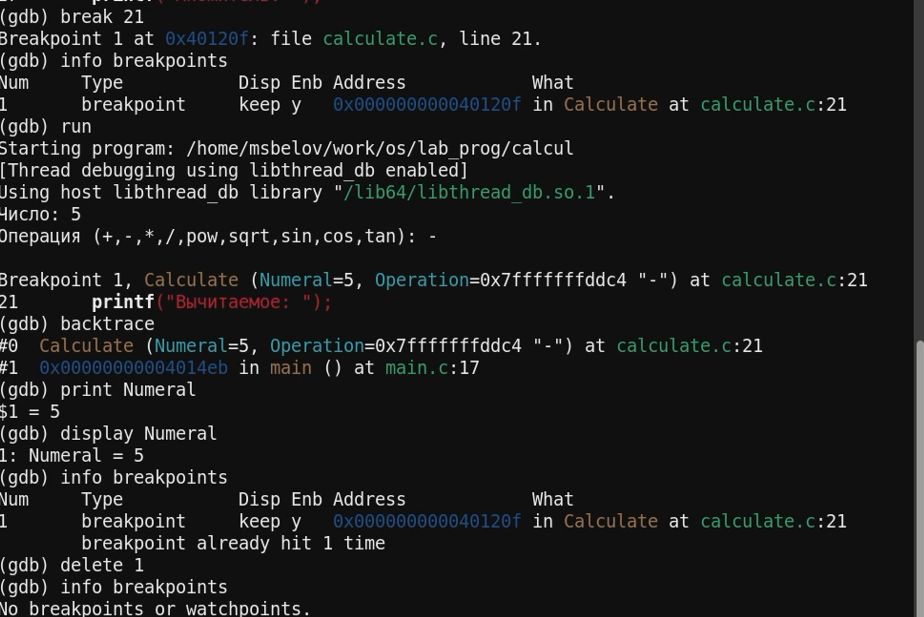 (gdb) break 21
Breakpoint 1 at 0x40120f: file calculate.c, line 21.
(gdb) info breakpoints
Num     Type           Disp Enb Address            What
1       breakpoint     keep y   0x000000000040120f in Calculate at calculate.c:21
(gdb) run
Starting program: /home/msbelov/work/os/lab_prog/calcul
[Thread debugging using libthread_db enabled]
Using host libthread_db library "/lib64/libthread_db.so.1".
Число: 5
Операция (+,-,*,/,pow,sqrt,sin,cos,tan): -
Breakpoint 1, Calculate (Numeral=5, Operation=0x7fffffffddc4 "-") at calculate.c:21
21       printf("Вычитаемое: ");
(gdb) backtrace
#0  Calculate (Numeral=5, Operation=0x7fffffffddc4 "-") at calculate.c:21
#1  0x00000000004014eb in main () at main.c:17
(gdb) print Numeral
$1 = 5
(gdb) display Numeral
1: Numeral = 5
(gdb) info breakpoints
Num     Type           Disp Enb Address            What
1       breakpoint     keep y   0x000000000040120f in Calculate at calculate.c:21
        breakpoint already hit 1 time
(gdb) delete 1
(gdb) info breakpoints
No breakpoints or watchpoints.